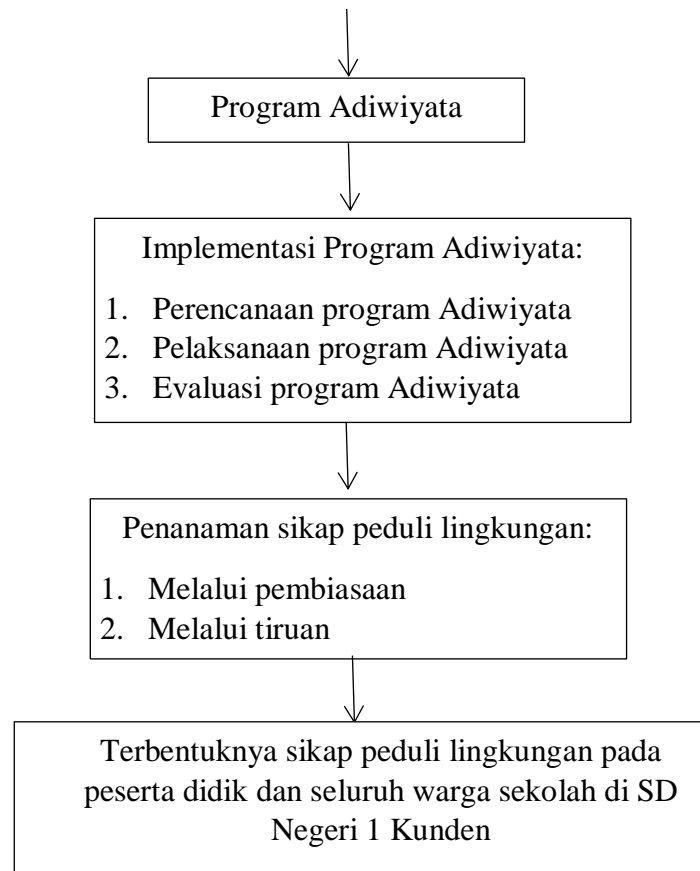 Program Adiwiyata
Implementasi Program Adiwiyata:
1. Perencanaan program Adiwiyata
2. Pelaksanaan program Adiwiyata
3. Evaluasi program Adiwiyata
Penanaman sikap peduli lingkungan:
1. Melalui pembiasaan
2. Melalui tiruan
Terbentuknya sikap peduli lingkungan pada
peserta didik dan seluruh warga sekolah di SD
Negeri 1 Kunden